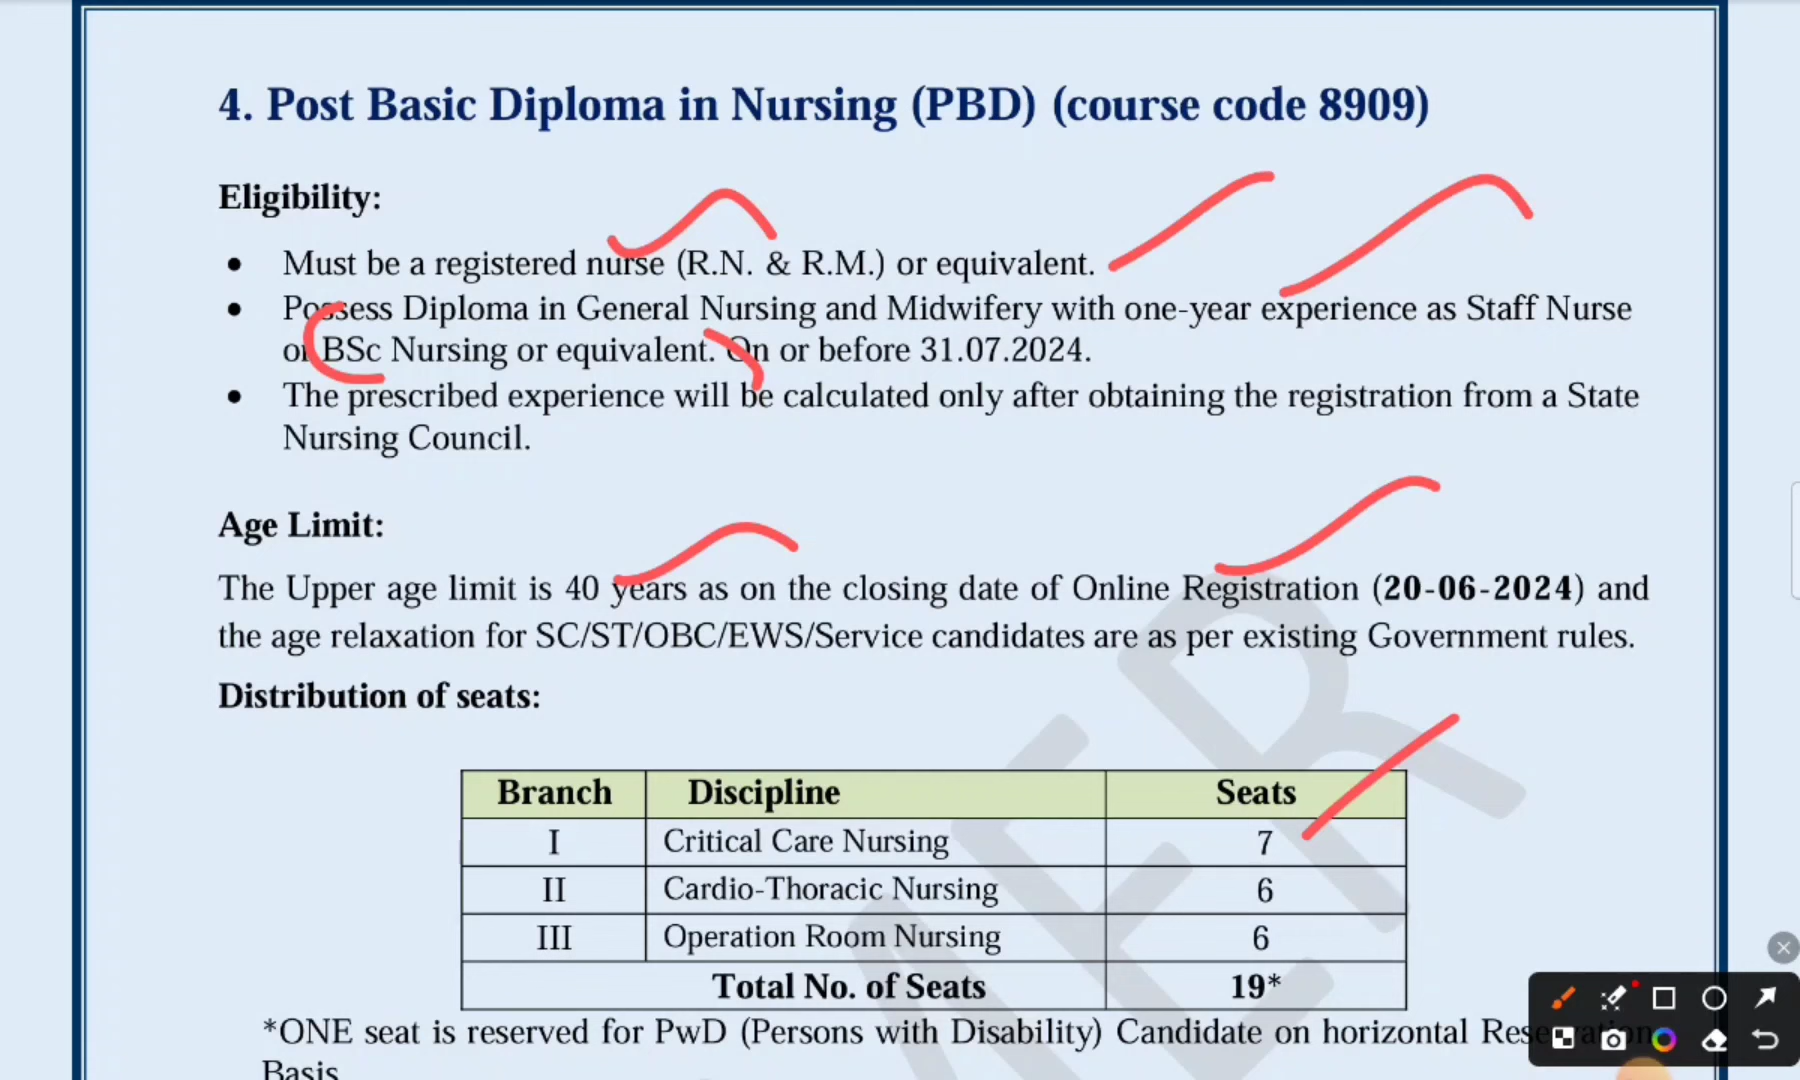 4. Post Basic Diploma in Nursing (PBD) (course code 8909)
Eligibility:
• Must be a registered nurse (R.N. & R.M.) or equivalent.
• Possess Diploma in General Nursing and Midwifery with one-year experience as Staff Nurse
or BSc Nursing or equivalent. On or before 31.07.2024.
• The prescribed experience will be calculated only after obtaining the registration from a State
Nursing Council.
Age Limit:
The Upper age limit is 40 years as on the closing date of Online Registration (20-06-2024) and
the age relaxation for SC/ST/OBC/EWS/Service candidates are as per existing Government rules.
Distribution of seats:
Branch Discipline Seats
I Critical Care Nursing 7
II Cardio-Thoracic Nursing 6
III Operation Room Nursing 6
Total No. of Seats 19*
*ONE seat is reserved for PwD (Persons with Disability) Candidate on horizontal Reservation
Basis